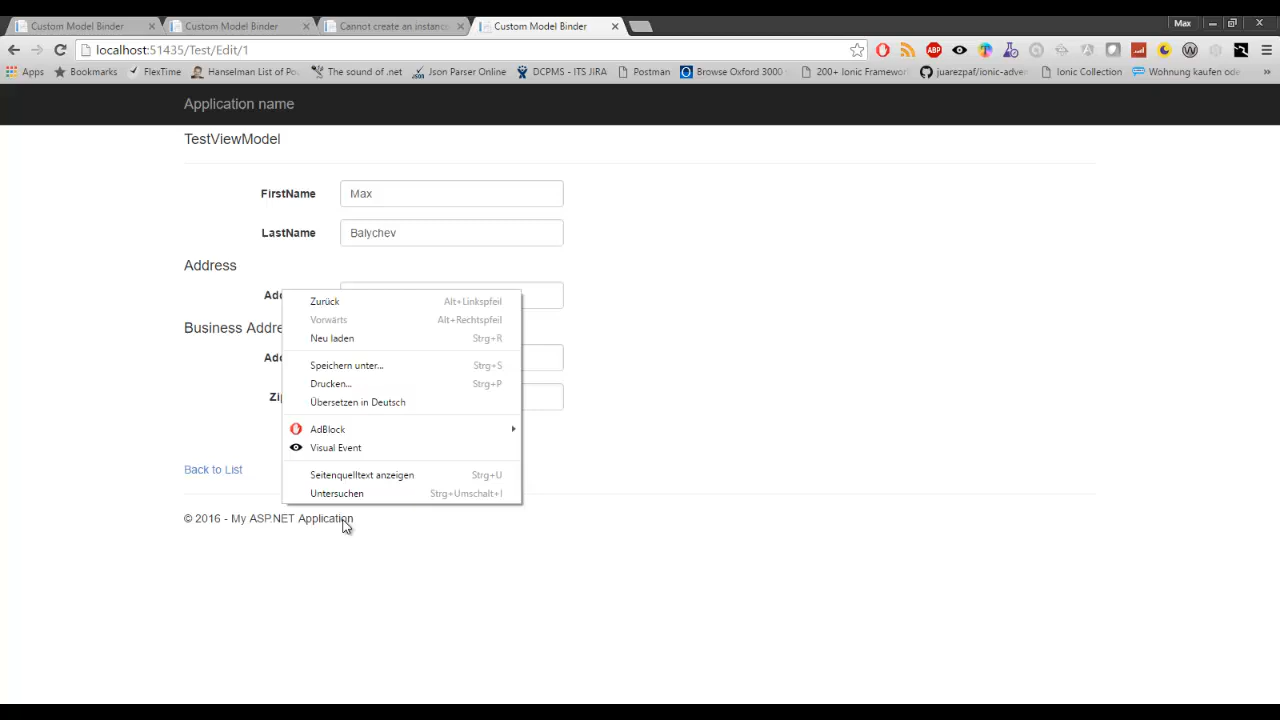 Custom Model Binder
Custom Model Binder
Cannot create an instanc
Custom Model Binder
Max
localhost:51435/Test/Edit/1
ABP
Apps
Bookmarks
FlexTime
Hanselman List of Po
The sound of .net
Json Parser Online
DCPMS - ITS JIRA
Postman
Browse Oxford 3000
200+ Ionic Framewor
juarezpaf/ionic-adve
Ionic Collection
Wohnung kaufen od
Application name
TestViewModel
FirstName
Max
LastName
Balychev
Address
Ad
Business Addre
Ad
Zip
Zurück Alt+Linkspfeil
Vorwärts Alt+Rechtspfeil
Neu laden Strg+R
Speichern unter... Strg+S
Drucken... Strg+P
Übersetzen in Deutsch
AdBlock
Visual Event
Seitenquelltext anzeigen Strg+U
Untersuchen Strg+Umschalt+I
Back to List
© 2016 - My ASP.NET Application